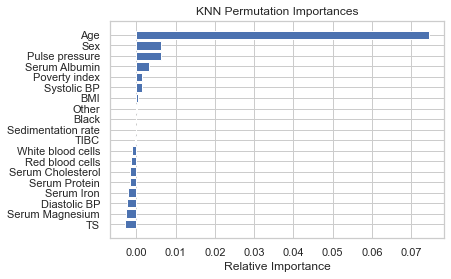 KNN Permutation Importances
Age
Sex
Pulse pressure
Serum Albumin
Poverty index
Systolic BP
BMI
Other
Black
Sedimentation rate
TIBC
White blood cells
Red blood cells
Serum Cholesterol
Serum Protein
Serum Iron
Diastolic BP
Serum Magnesium
TS
0.00 0.01 0.02 0.03 0.04 0.05 0.06 0.07
Relative Importance